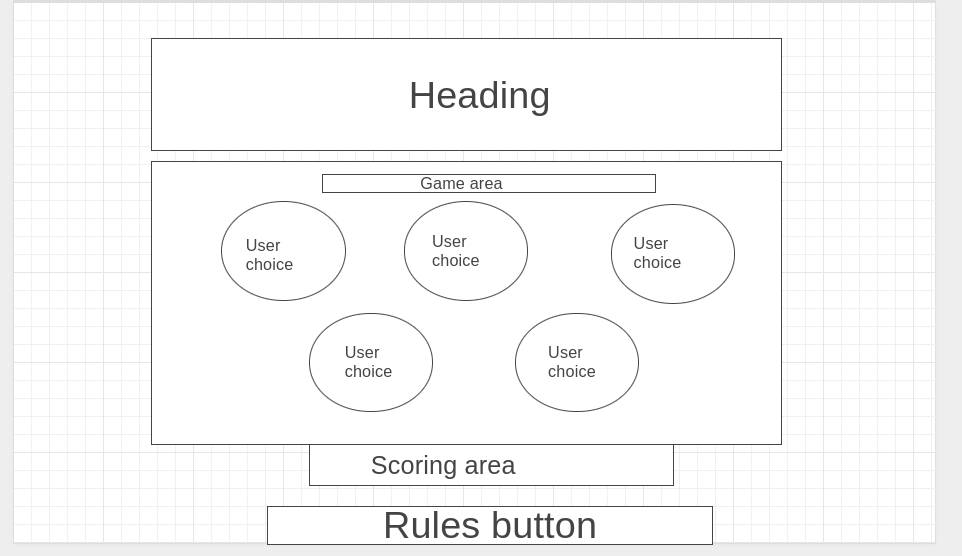 Heading
Game area
User
choice
User
choice
User
choice
User
choice
User
choice
Scoring area
Rules button